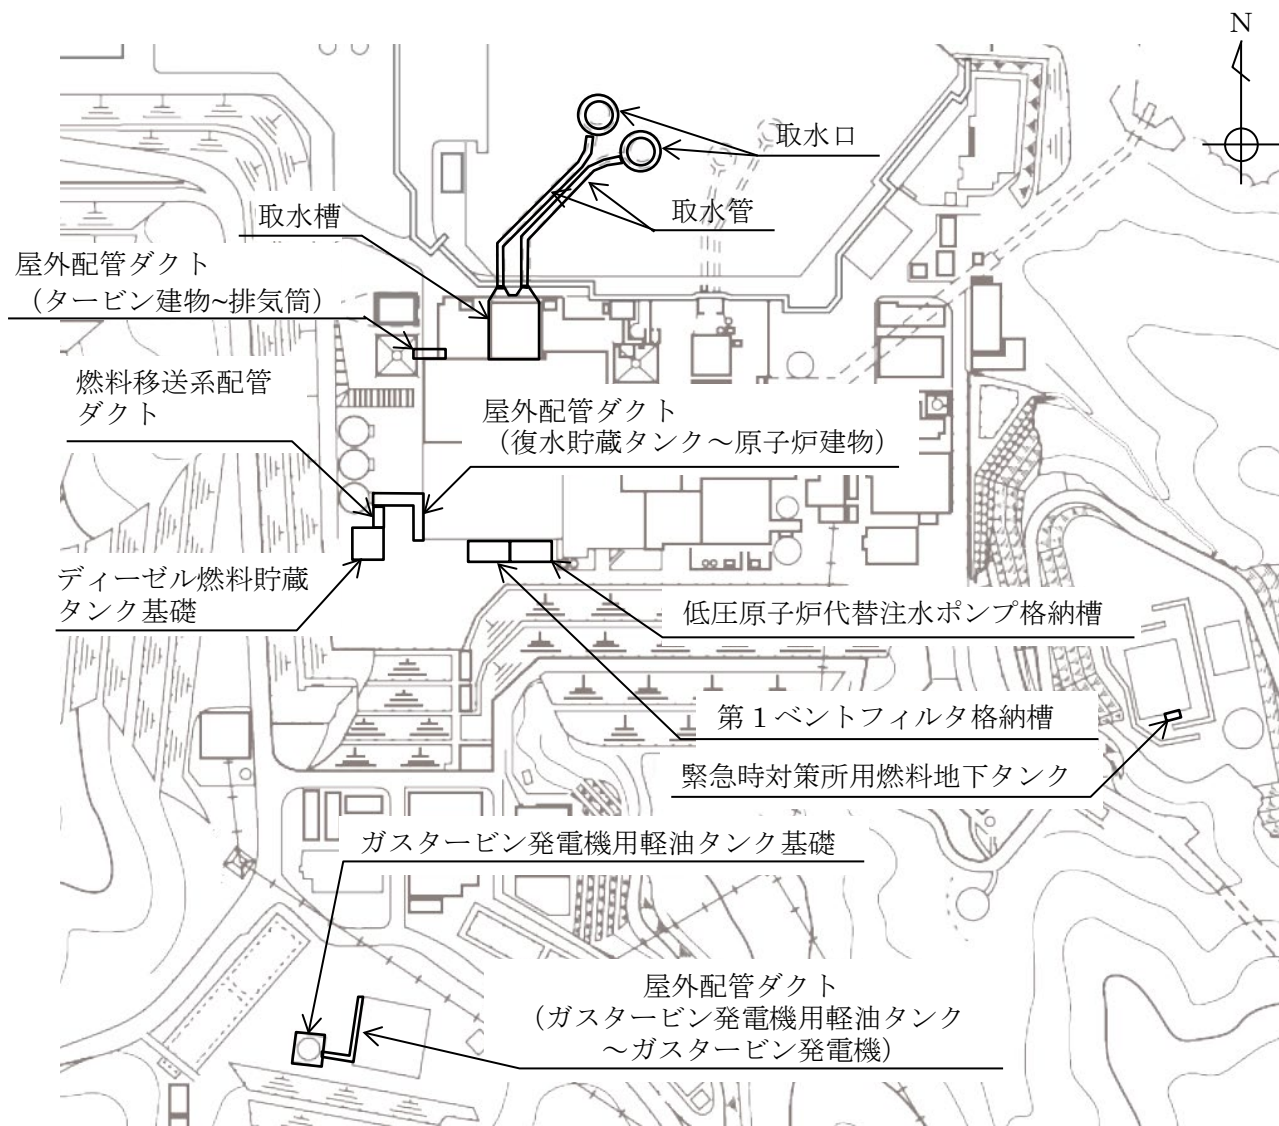 N
取水口
取水管
取水槽
屋外配管ダクト
（タービン建物~排気筒）
燃料移送系配管
ダクト
屋外配管ダクト
（復水貯蔵タンク～原子炉建物）
ディーゼル燃料貯蔵
タンク基礎
低圧原子炉代替注水ポンプ格納槽
第1ベントフィルタ格納槽
緊急時対策所用燃料地下タンク
ガスタービン発電機用軽油タンク基礎
屋外配管ダクト
（ガスタービン発電機用軽油タンク
～ガスタービン発電機）